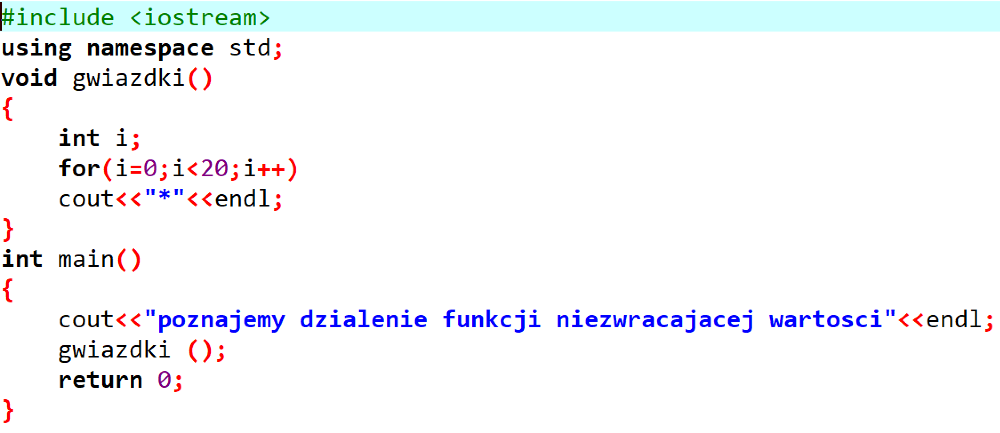 #include <iostream>
using namespace std;
void gwiazdki()
{
    int i;
    for(i=0;i<20;i++)
    cout<<"*"<<endl;
}
int main()
{
    cout<<"poznajemy dzialenie funkcji niezwracajacej wartosci"<<endl;
    gwiazdki ();
    return 0;
}